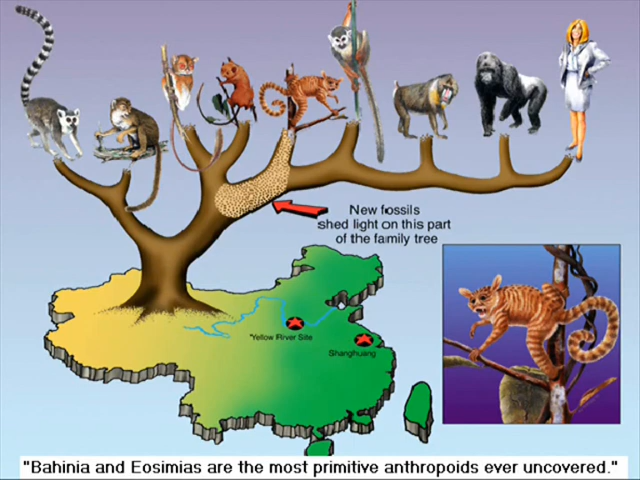 New fossils
shed light on this part
of the family tree
"Yellow River Site
Shanghuang
"Bahinia and Eosimias are the most primitive anthropoids ever uncovered."